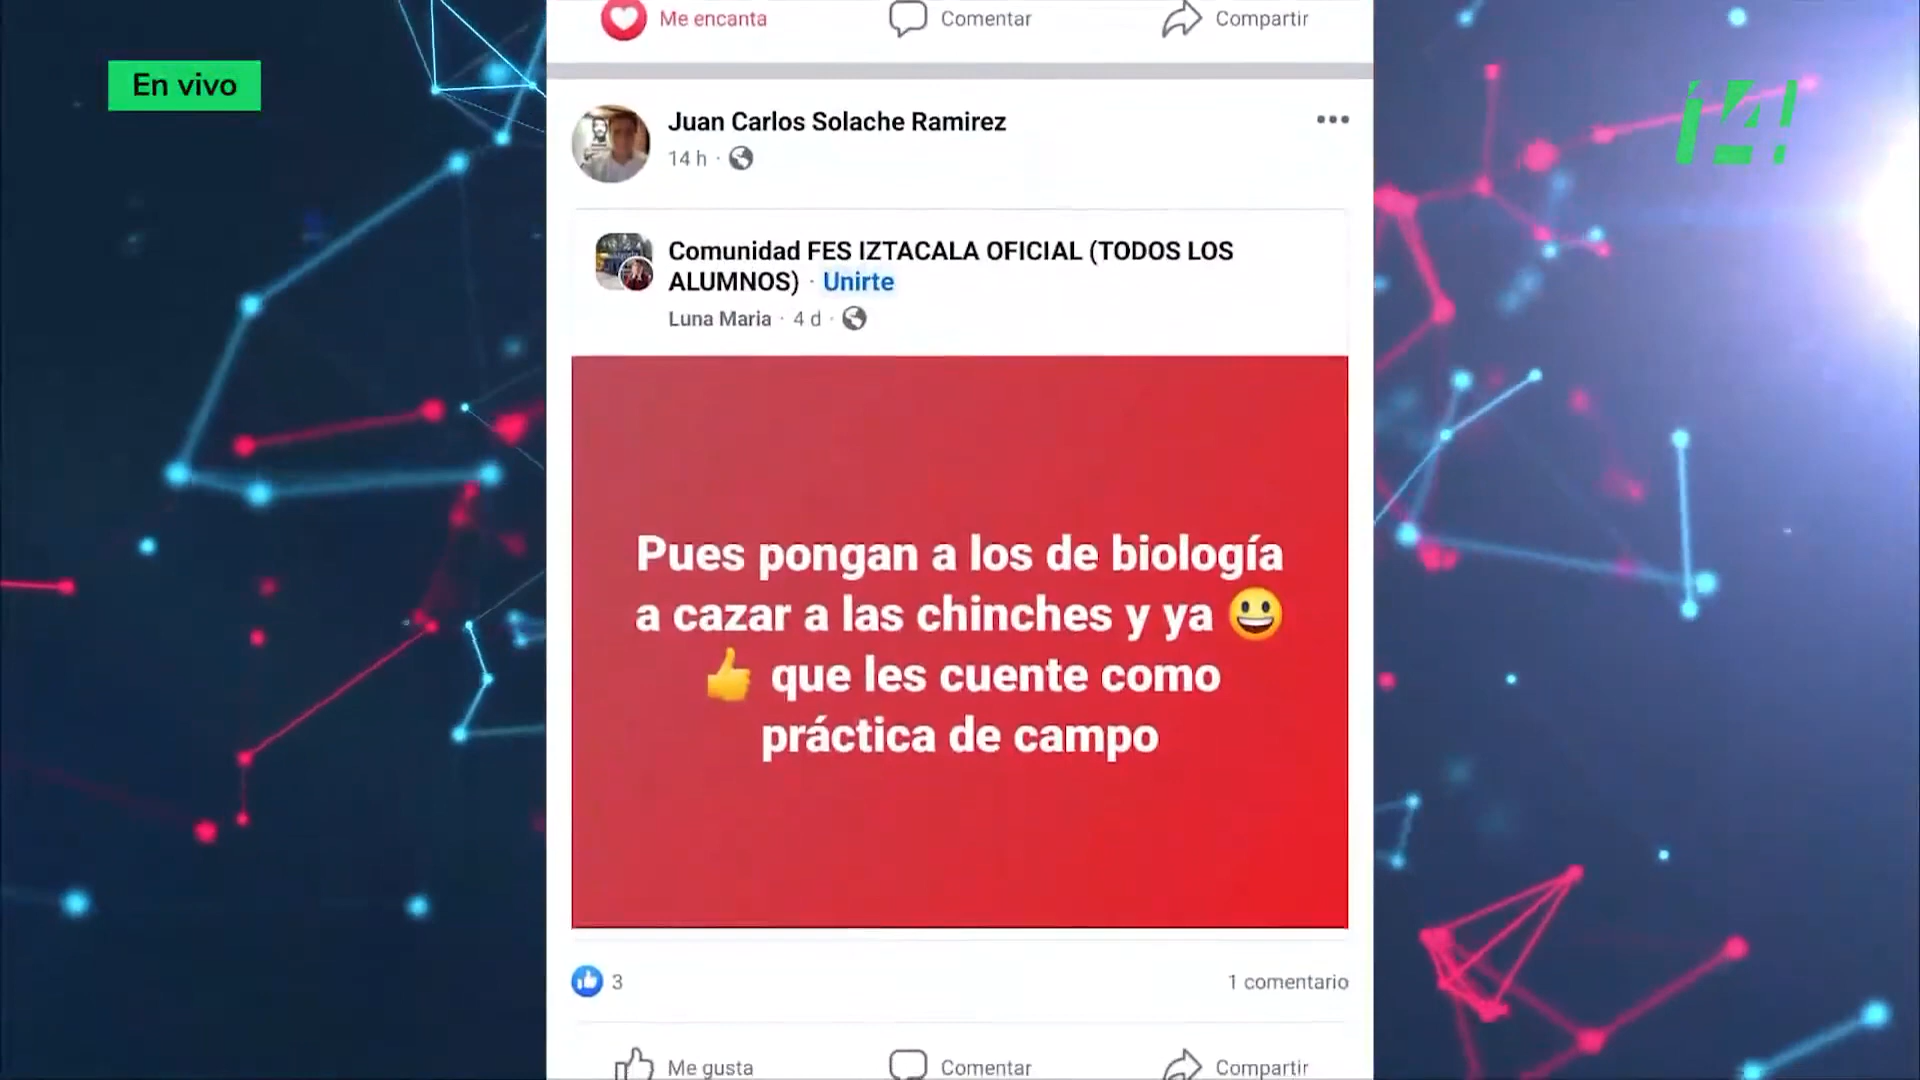 Me encanta
Comentar
Compartir
En vivo
14!
Juan Carlos Solache Ramirez
14 h ·
Comunidad FES IZTACALA OFICIAL (TODOS LOS
ALUMNOS) · Unirte
Luna Maria · 4 d ·
Pues pongan a los de biología
a cazar a las chinches y ya 😀
👍 que les cuente como
práctica de campo
3
1 comentario
Me gusta
Comentar
Compartir